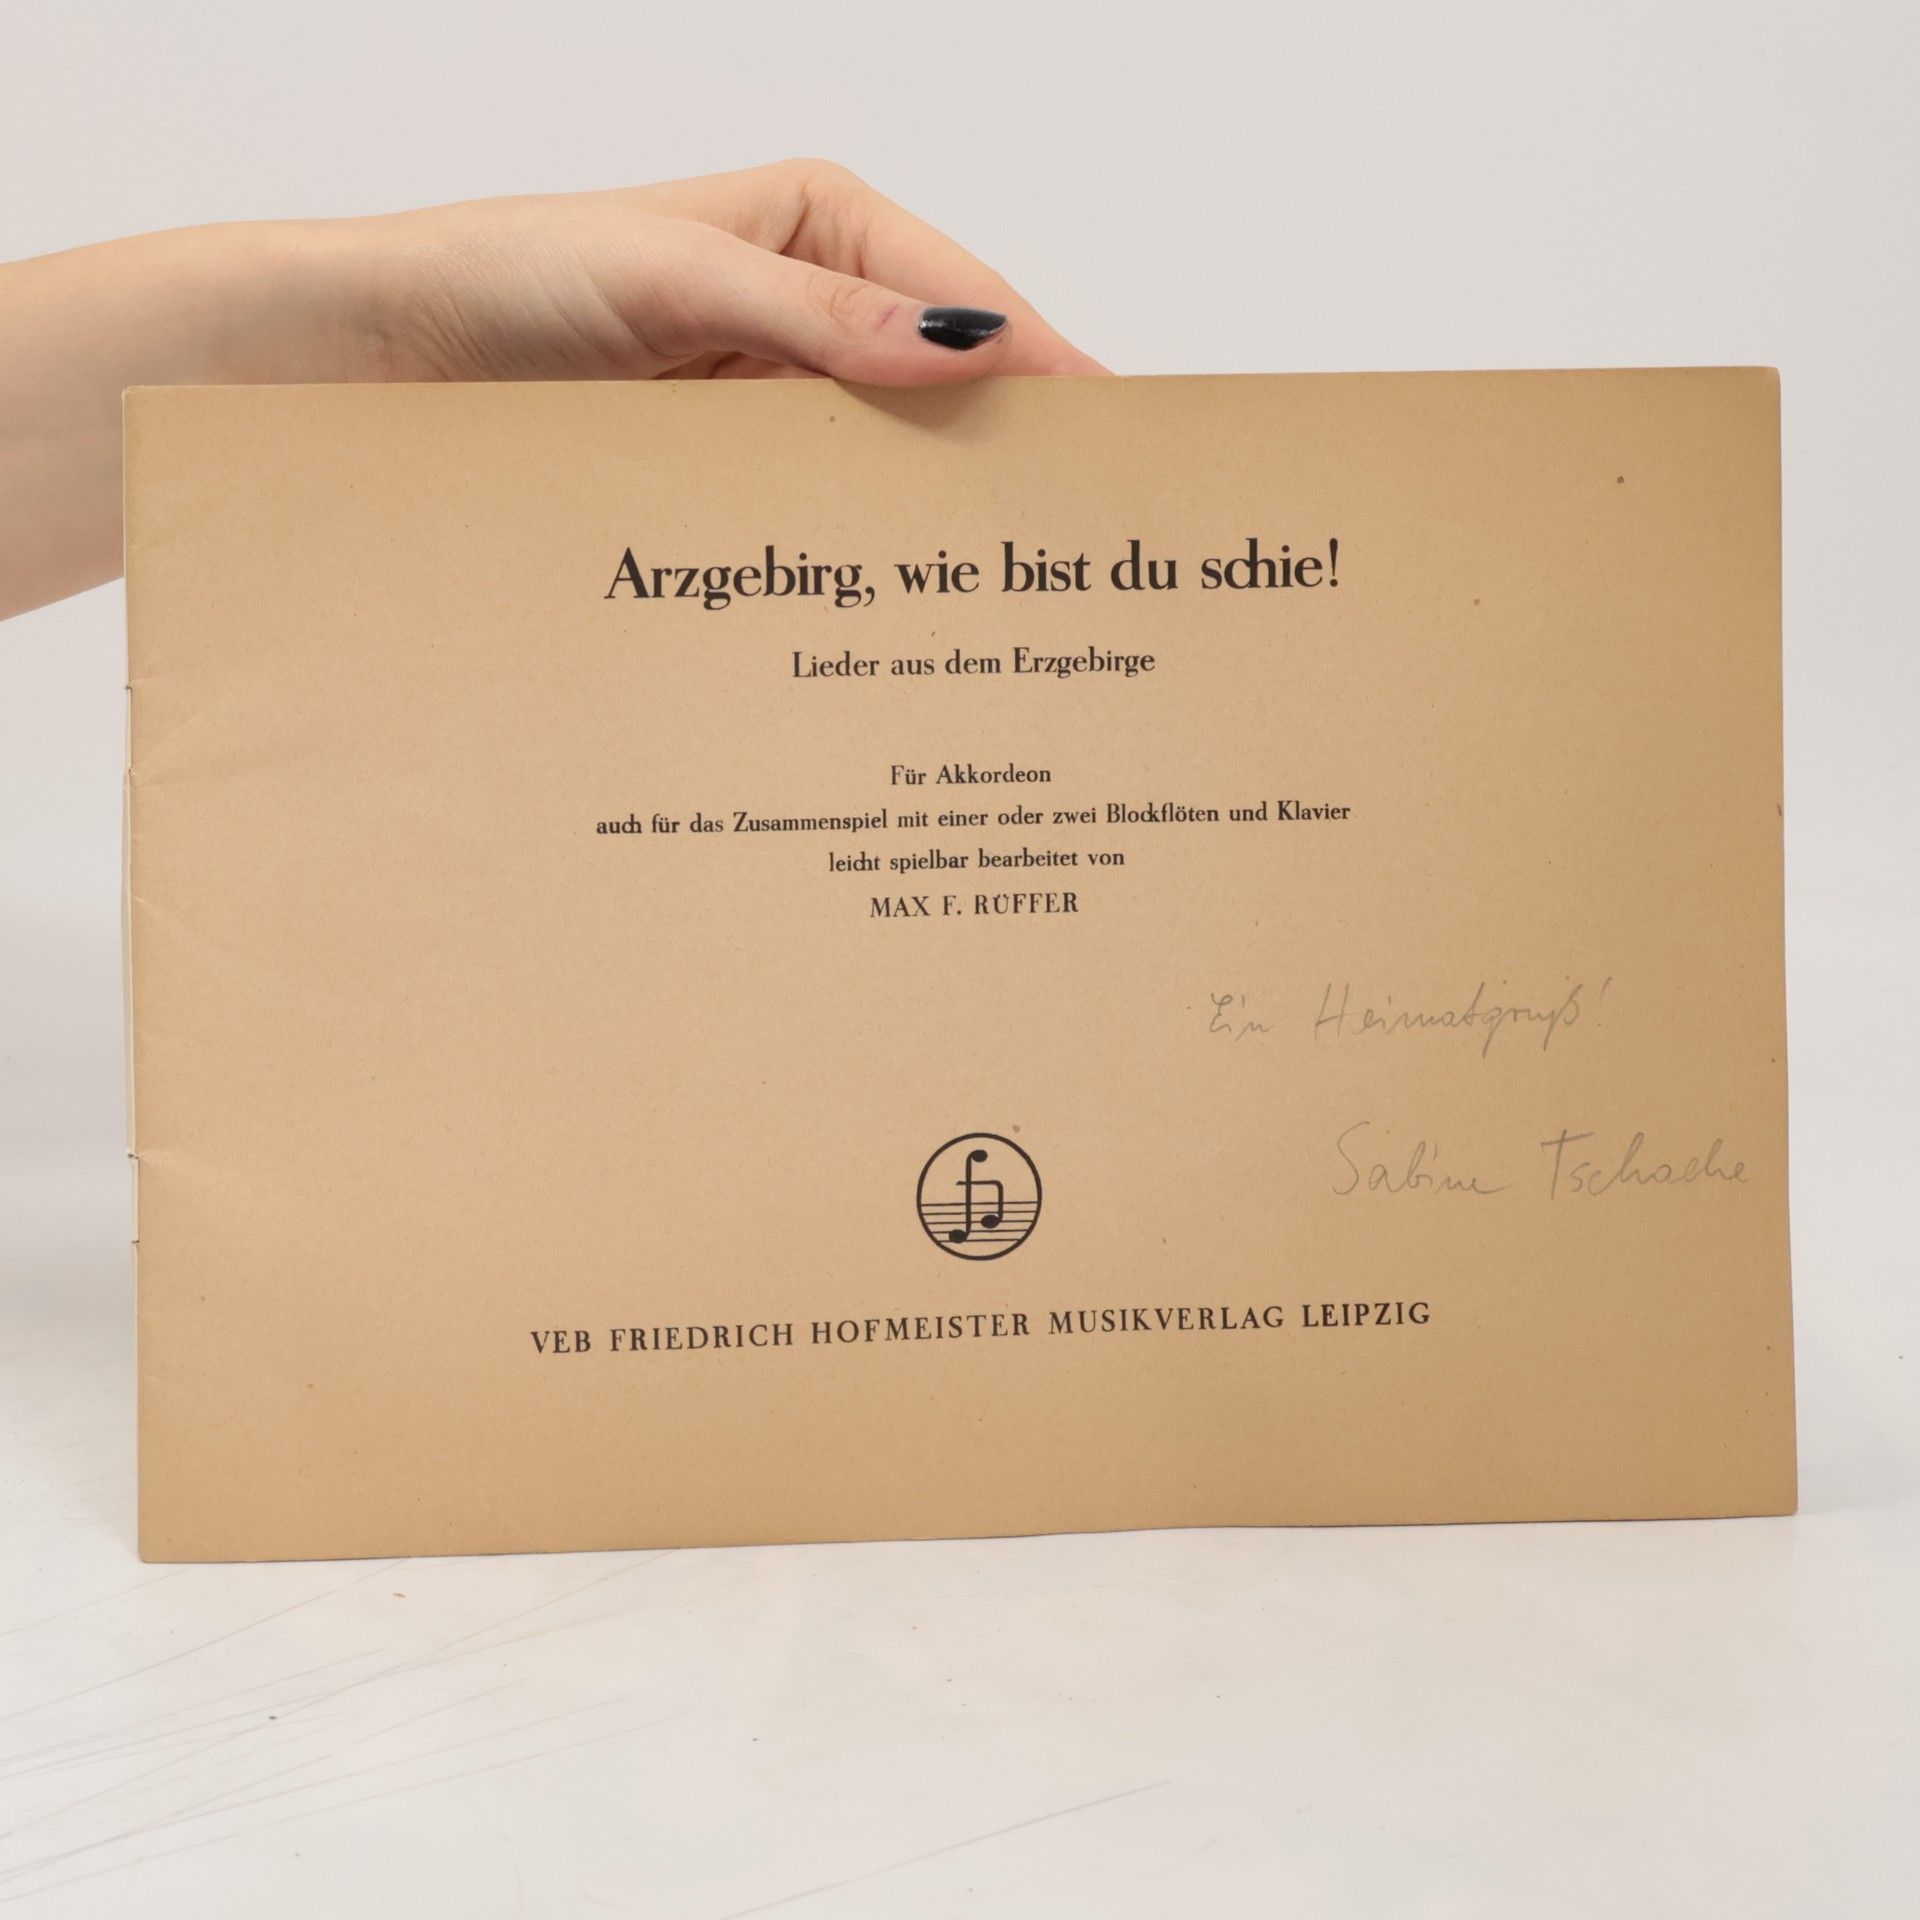 Arzgebirg, wie bist du schie!
Lieder aus dem Erzgebirge
Für Akkordeon
auch für das Zusammenspiel mit einer oder zwei Blockflöten und Klavier
leicht spielbar bearbeitet von
MAX F. RÜFFER
Ein Heimatgruß!
Sabine Tschache
VEB FRIEDRICH HOFMEISTER MUSIKVERLAG LEIPZIG